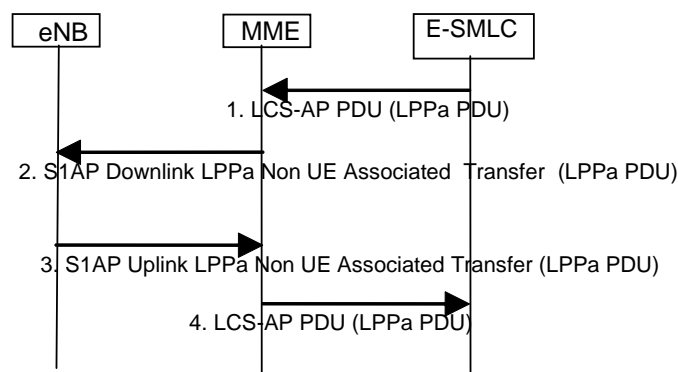 eNB MME E-SMLC
1. LCS-AP PDU (LPPa PDU)
2. S1AP Downlink LPPa Non UE Associated Transfer (LPPa PDU)
3. S1AP Uplink LPPa Non UE Associated Transfer (LPPa PDU)
4. LCS-AP PDU (LPPa PDU)